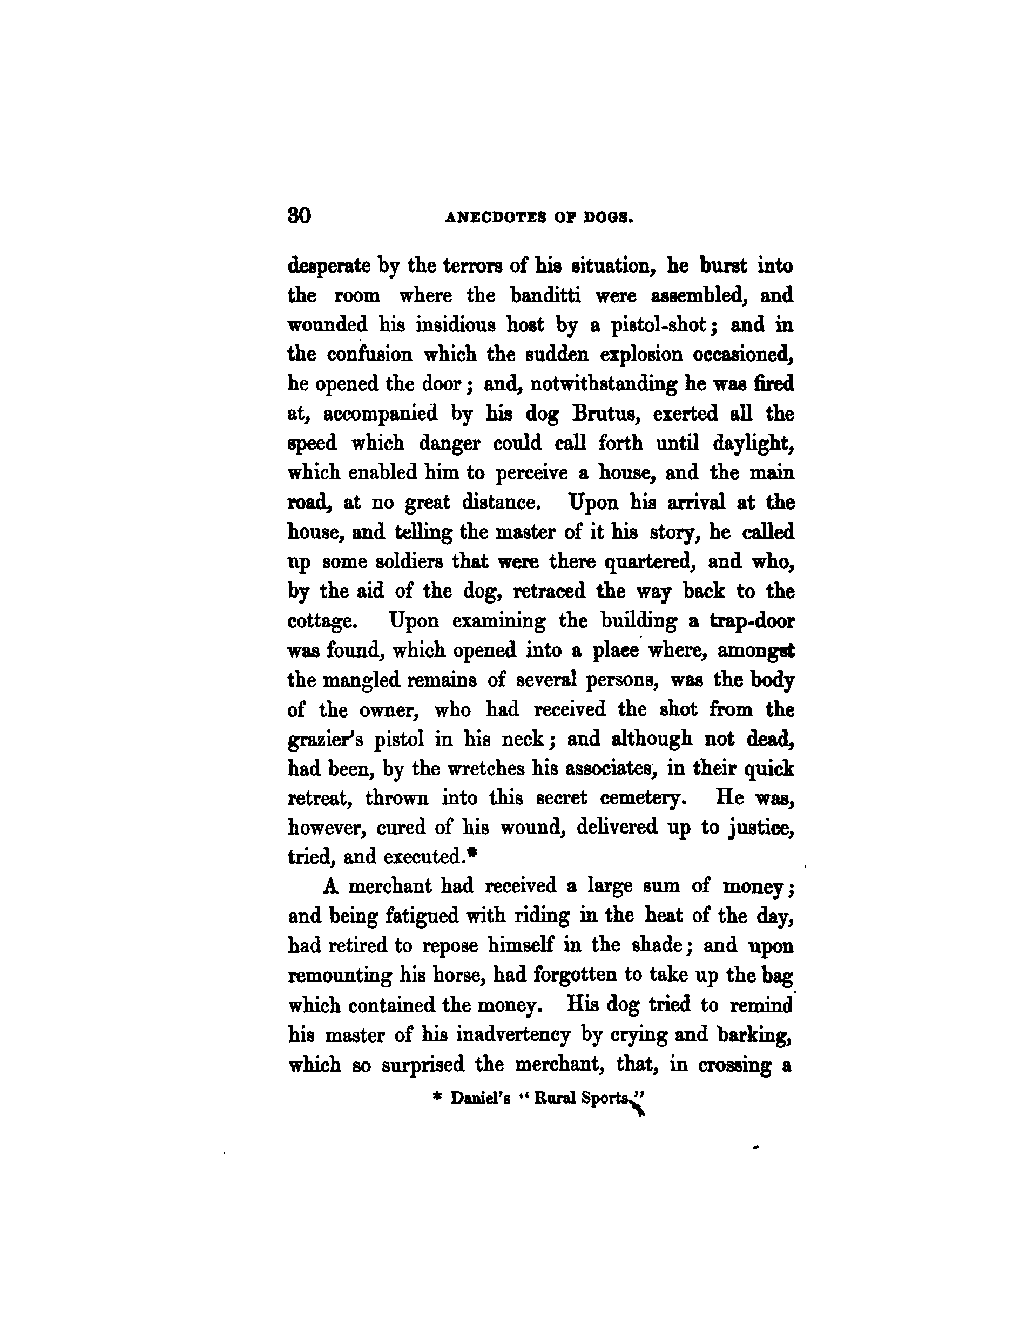 30 ANECDOTES OF DOGS.
desperate by the terrors of his situation, he burst into
the room where the banditti were assembled, and
wounded his insidious host by a pistol-shot; and in
the confusion which the sudden explosion occasioned,
he opened the door; and, notwithstanding he was fired
at, accompanied by his dog Brutus, exerted all the
speed which danger could call forth until daylight,
which enabled him to perceive a house, and the main
road, at no great distance. Upon his arrival at the
house, and telling the master of it his story, he called
up some soldiers that were there quartered, and who,
by the aid of the dog, retraced the way back to the
cottage. Upon examining the building a trap-door
was found, which opened into a place where, amongst
the mangled remains of several persons, was the body
of the owner, who had received the shot from the
grazier's pistol in his neck; and although not dead,
had been, by the wretches his associates, in their quick
retreat, thrown into this secret cemetery. He was,
however, cured of his wound, delivered up to justice,
tried, and executed.*
A merchant had received a large sum of money;
and being fatigued with riding in the heat of the day,
had retired to repose himself in the shade; and upon
remounting his horse, had forgotten to take up the bag
which contained the money. His dog tried to remind
his master of his inadvertency by crying and barking,
which so surprised the merchant, that, in crossing a
* Daniel's "Rural Sports."